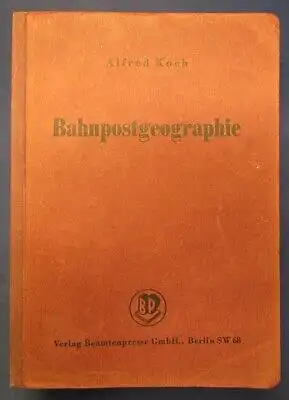 Alfred Koch
Bahnpostgeographie
BP
Verlag Beamtenpresse GmbH., Berlin SW 68